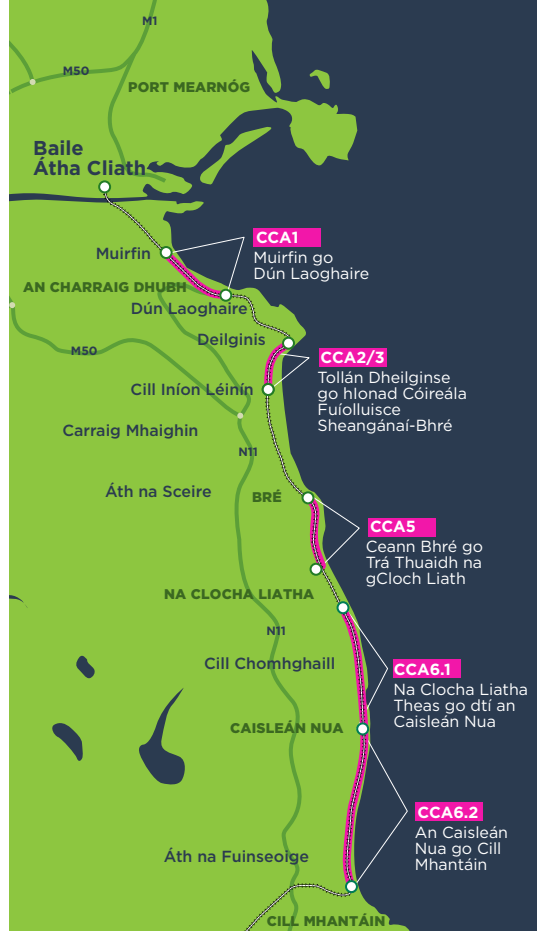 M1
M50
PORT MEARNÓG
Baile
Átha Cliath
CCA1
Muirfin go
Dún Laoghaire
Muirfin
AN CHARRAIG DHUBH
Dún Laoghaire
Deilginis
M50
CCA2/3
Tollán Dheilginse
go hIonad Cóireála
Fuíolluisce
Sheangánaí-Bhré
Cill Iníon Léinín
Carraig Mhaighin
N11
Áth na Sceire
BRÉ
CCA5
Ceann Bhré go
Trá Thuaidh na
gCloch Liath
NA CLOCHA LIATHA
N11
Cill Chomhghaill
CCA6.1
Na Clocha Liatha
Theas go dtí an
Caisleán Nua
CAISLEÁN NUA
CCA6.2
An Caisleán
Nua go Cill
Mhantáin
Áth na Fuinseoige
CILL MHANTÁIN